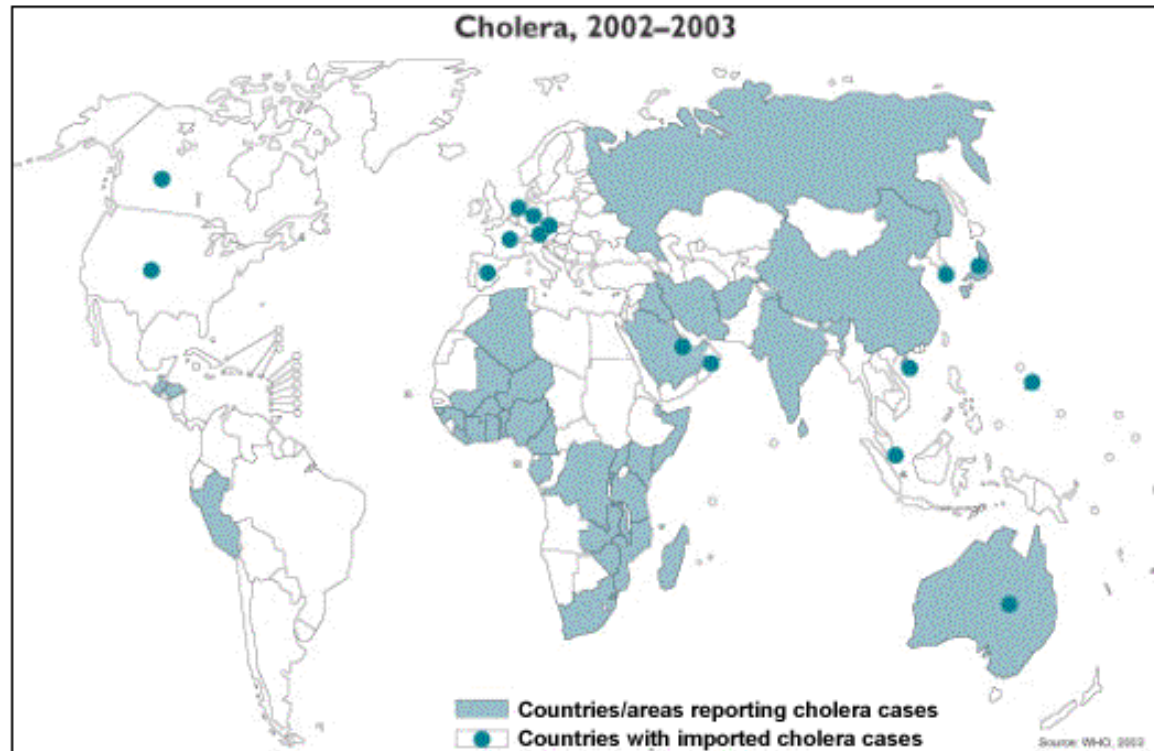 Cholera, 2002–2003
Countries/areas reporting cholera cases
Countries with imported cholera cases
Source: WHO, 2003